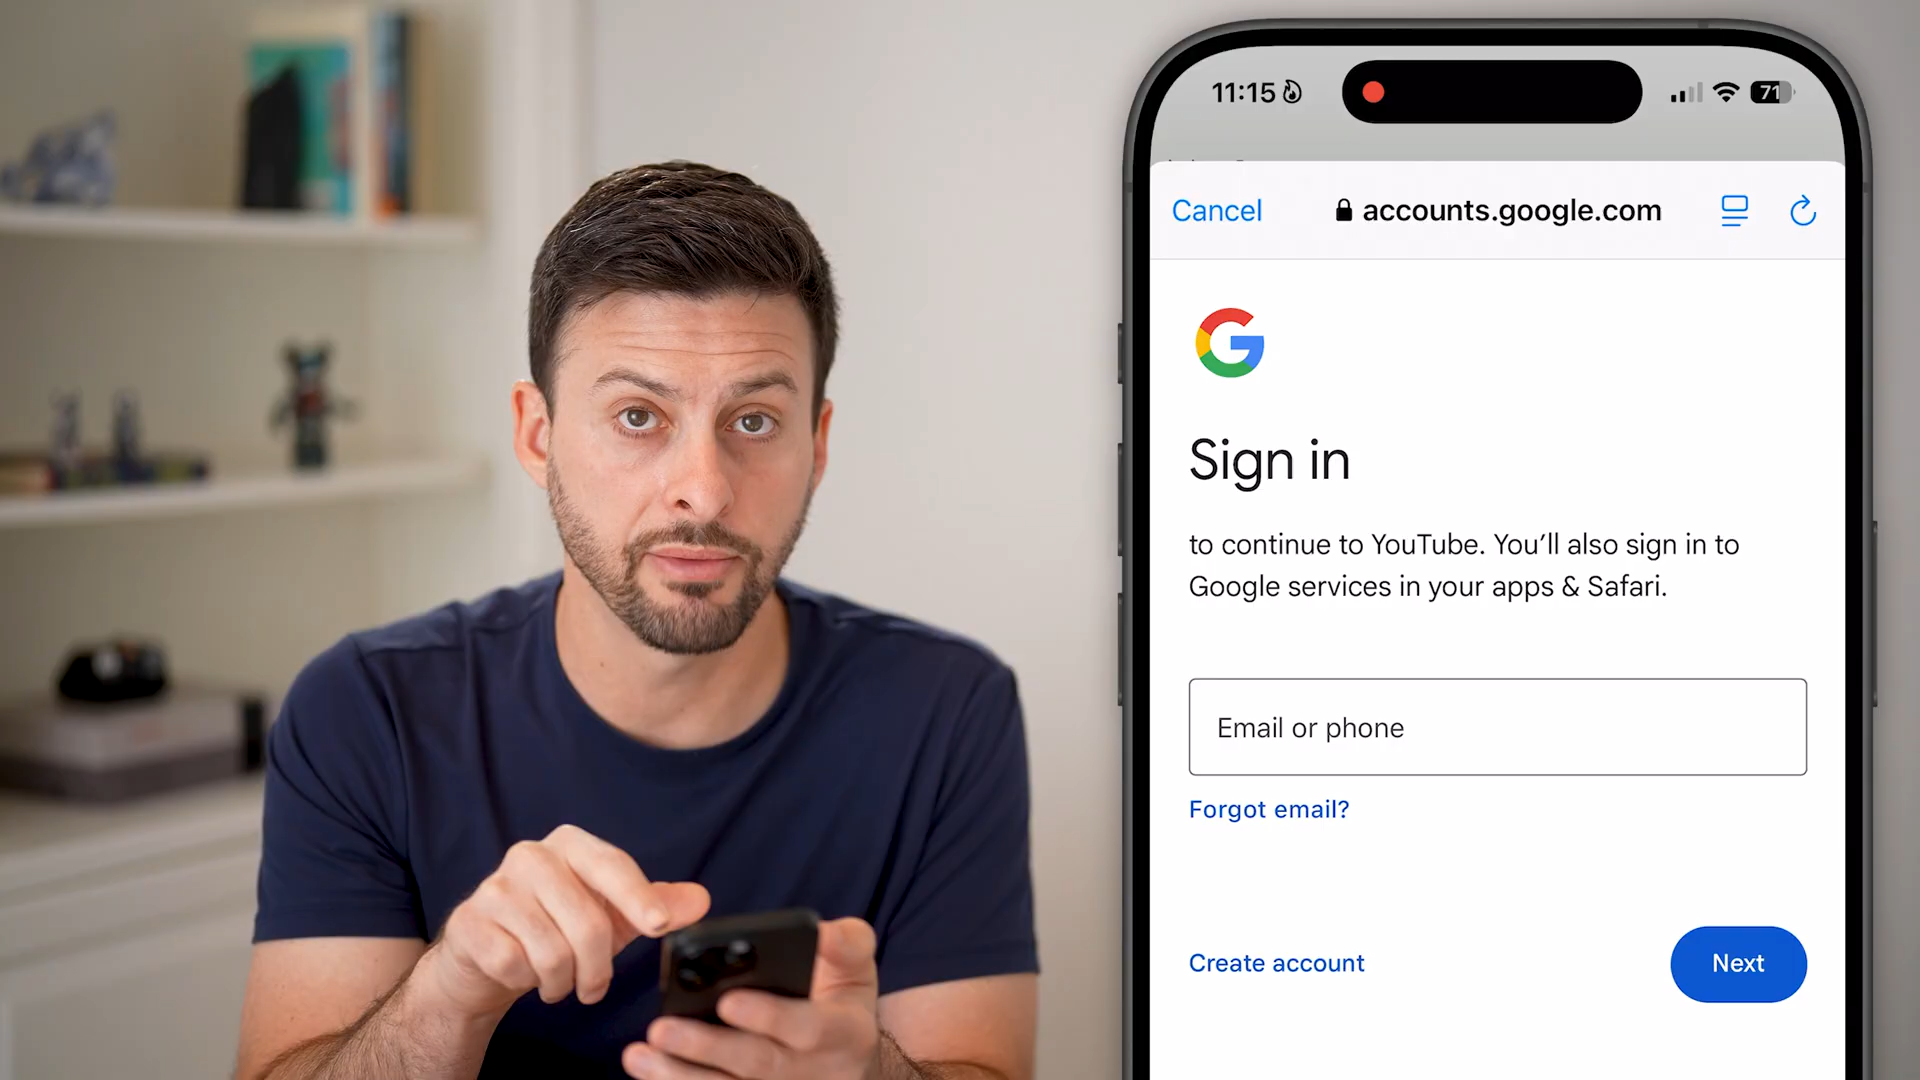 11:15
71
Cancel
accounts.google.com
Sign in
to continue to YouTube. You’ll also sign in to
Google services in your apps & Safari.
Email or phone
Forgot email?
Create account
Next